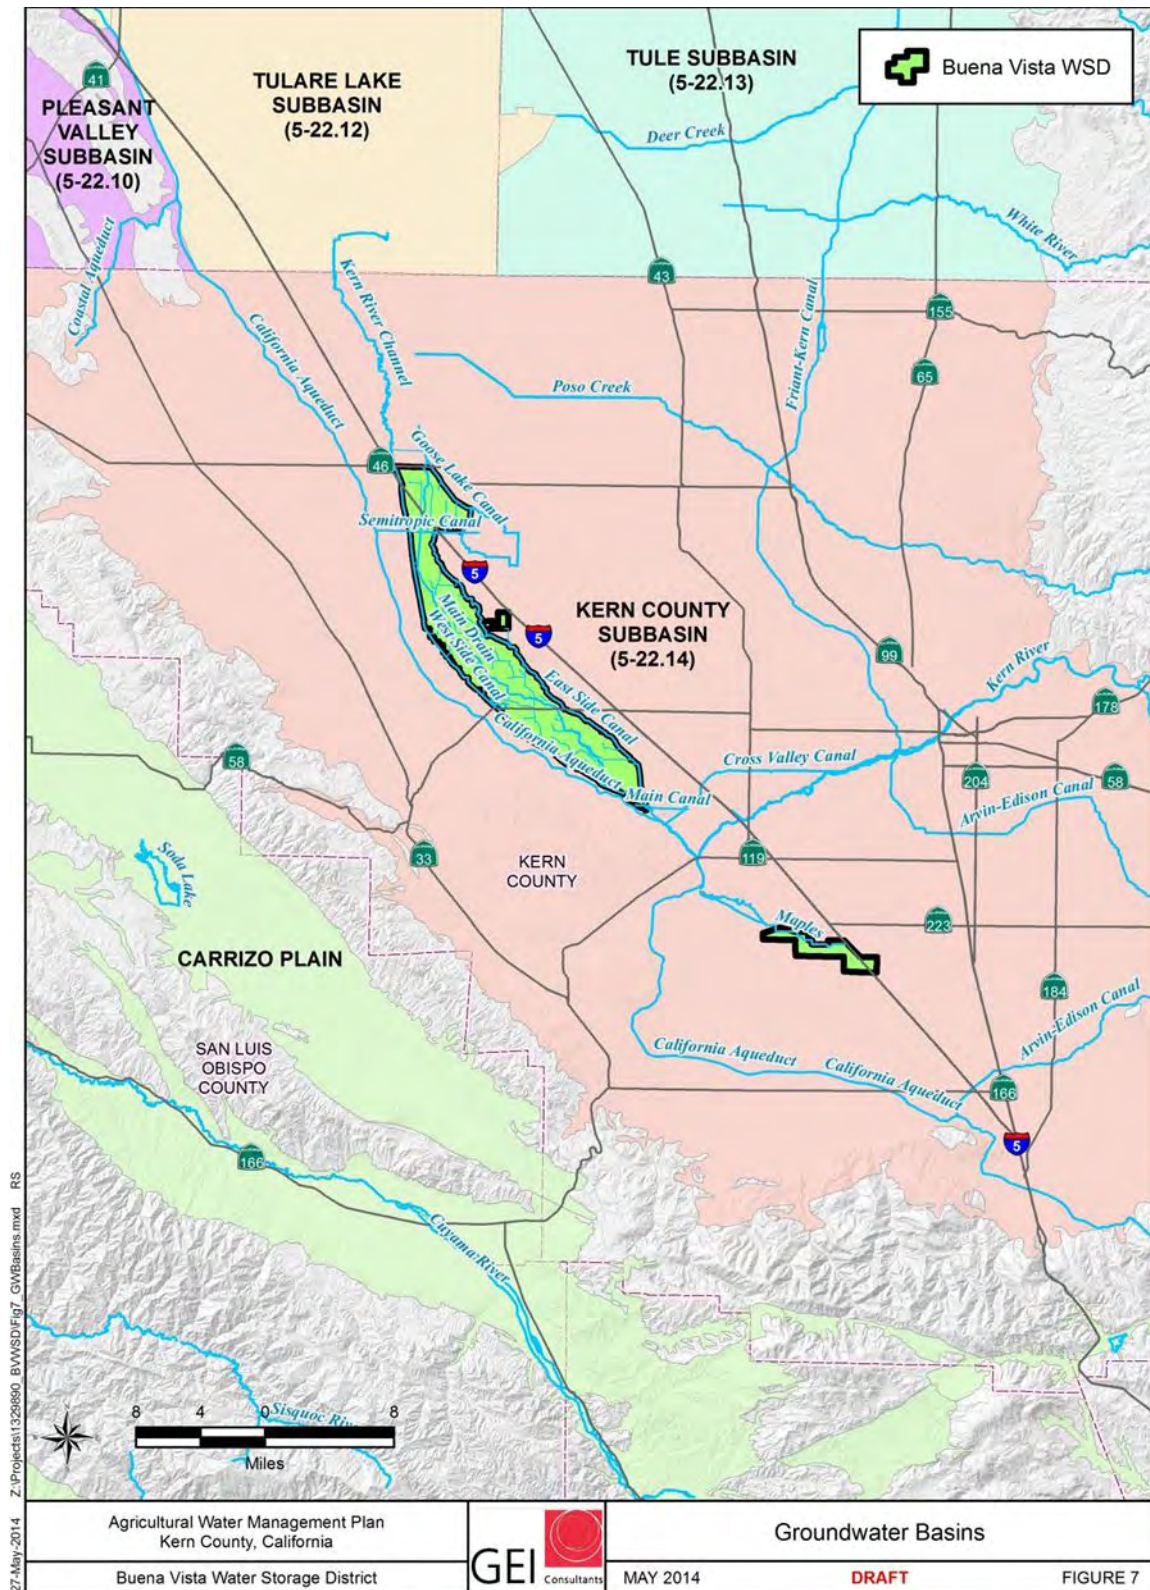 41
PLEASANT
VALLEY
SUBBASIN
(5-22.10)
TULARE LAKE
SUBBASIN
(5-22.12)
TULE SUBBASIN
(5-22.13)
Buena Vista WSD
Deer Creek
White River
Coastal Aqueduct
Kern River Channel
California Aqueduct
43
155
65
Friant-Kern Canal
Poso Creek
46
Goose Lake Canal
Semitropic Canal
5
5
KERN COUNTY
SUBBASIN
(5-22.14)
Main Drain
West Side Canal
East Side Canal
99
Kern River
178
58
California Aqueduct
Cross Valley Canal
Main Canal
204
58
Arvin-Edison Canal
Soda Lake
33
KERN
COUNTY
119
Maples
223
CARRIZO PLAIN
184
SAN LUIS
OBISPO
COUNTY
California Aqueduct
California Aqueduct
Arvin-Edison Canal
166
5
166
Cuyama River
8 4 0 8
Sisquoc Riv
Miles
27-May-2014 Z:\Projects\1329890_BVWSD\Fig7_GWBasins.mxd RS
Agricultural Water Management Plan
Kern County, California
Buena Vista Water Storage District
GEI Consultants
Groundwater Basins
MAY 2014 DRAFT FIGURE 7